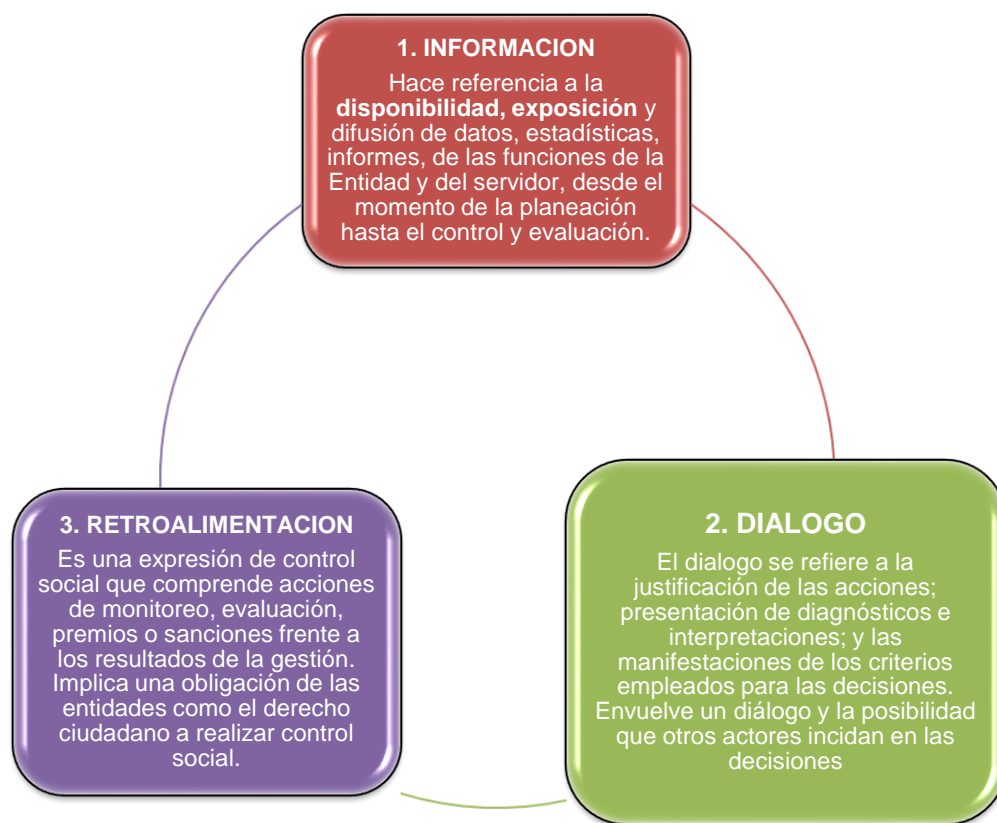 1. INFORMACION
Hace referencia a la
disponibilidad, exposición y
difusión de datos, estadísticas,
informes, de las funciones de la
Entidad y del servidor, desde el
momento de la planeación
hasta el control y evaluación.
2. DIALOGO
El dialogo se refiere a la
justificación de las acciones;
presentación de diagnósticos e
interpretaciones; y las
manifestaciones de los criterios
empleados para las decisiones.
Envuelve un diálogo y la posibilidad
que otros actores incidan en las
decisiones
3. RETROALIMENTACION
Es una expresión de control
social que comprende acciones
de monitoreo, evaluación,
premios o sanciones frente a
los resultados de la gestión.
Implica una obligación de las
entidades como el derecho
ciudadano a realizar control
social.